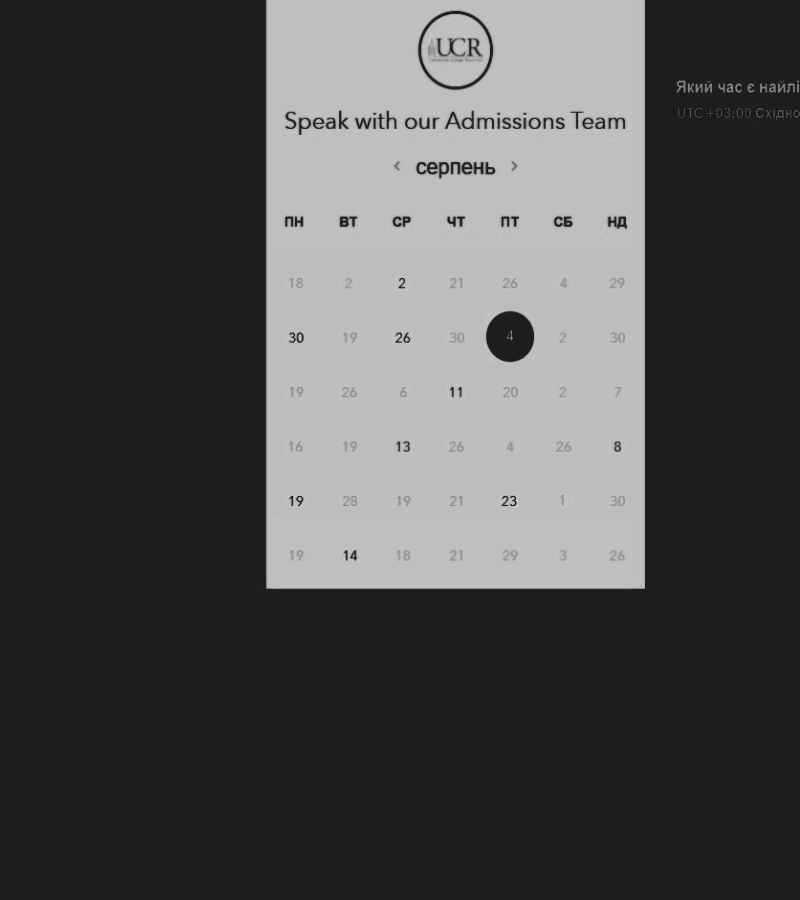 UCR
Speak with our Admissions Team
‹ серпень ›
ПН ВТ СР ЧТ ПТ СБ НД
18 2 2 21 26 4 29
30 19 26 30 4 2 30
19 26 6 11 20 2 7
16 19 13 26 4 26 8
19 28 19 21 23 1 30
19 14 18 21 29 3 26
Який час є найлі
UTC +03:00 Східно